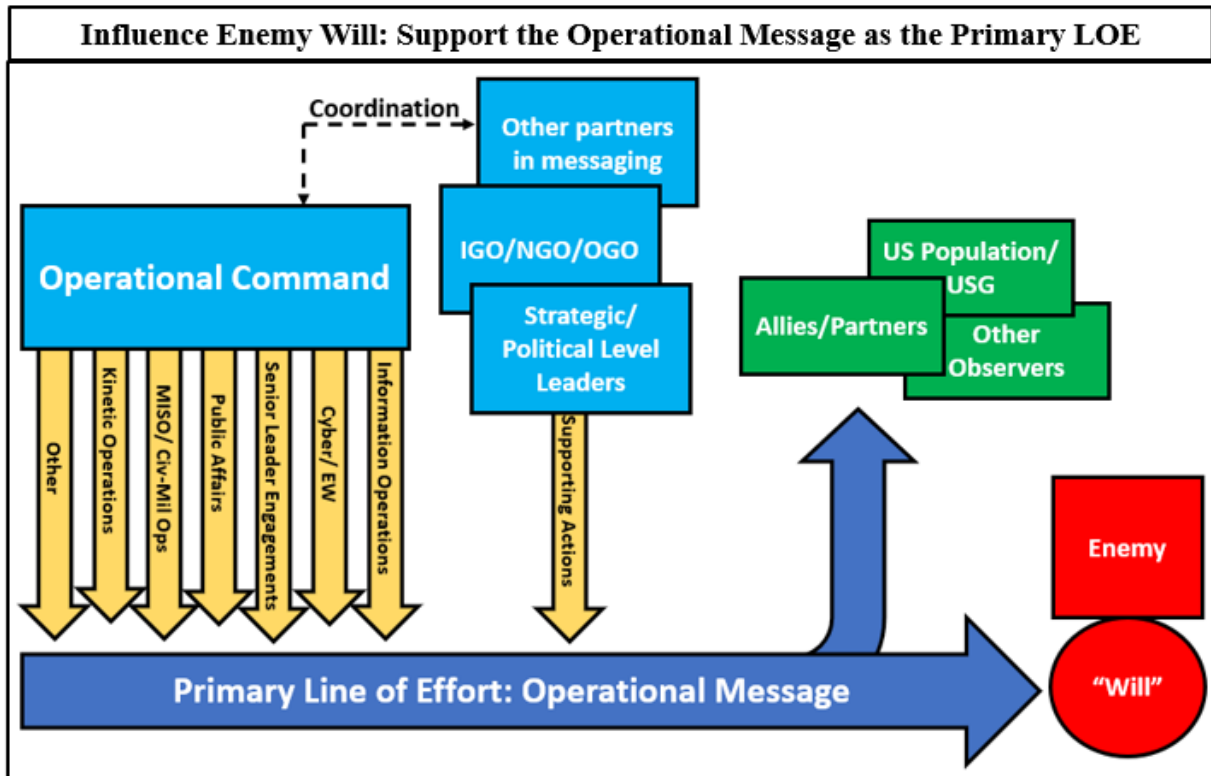 Influence Enemy Will: Support the Operational Message as the Primary LOE
Coordination
Other partners
in messaging
Operational Command
IGO/NGO/OGO
Strategic/
Political Level
Leaders
US Population/
USG
Allies/Partners
Other
Observers
Other
Kinetic Operations
MISO/ Civ-Mil Ops
Public Affairs
Senior Leader Engagements
Cyber/ EW
Information Operations
Supporting Actions
Enemy
"Will"
Primary Line of Effort: Operational Message